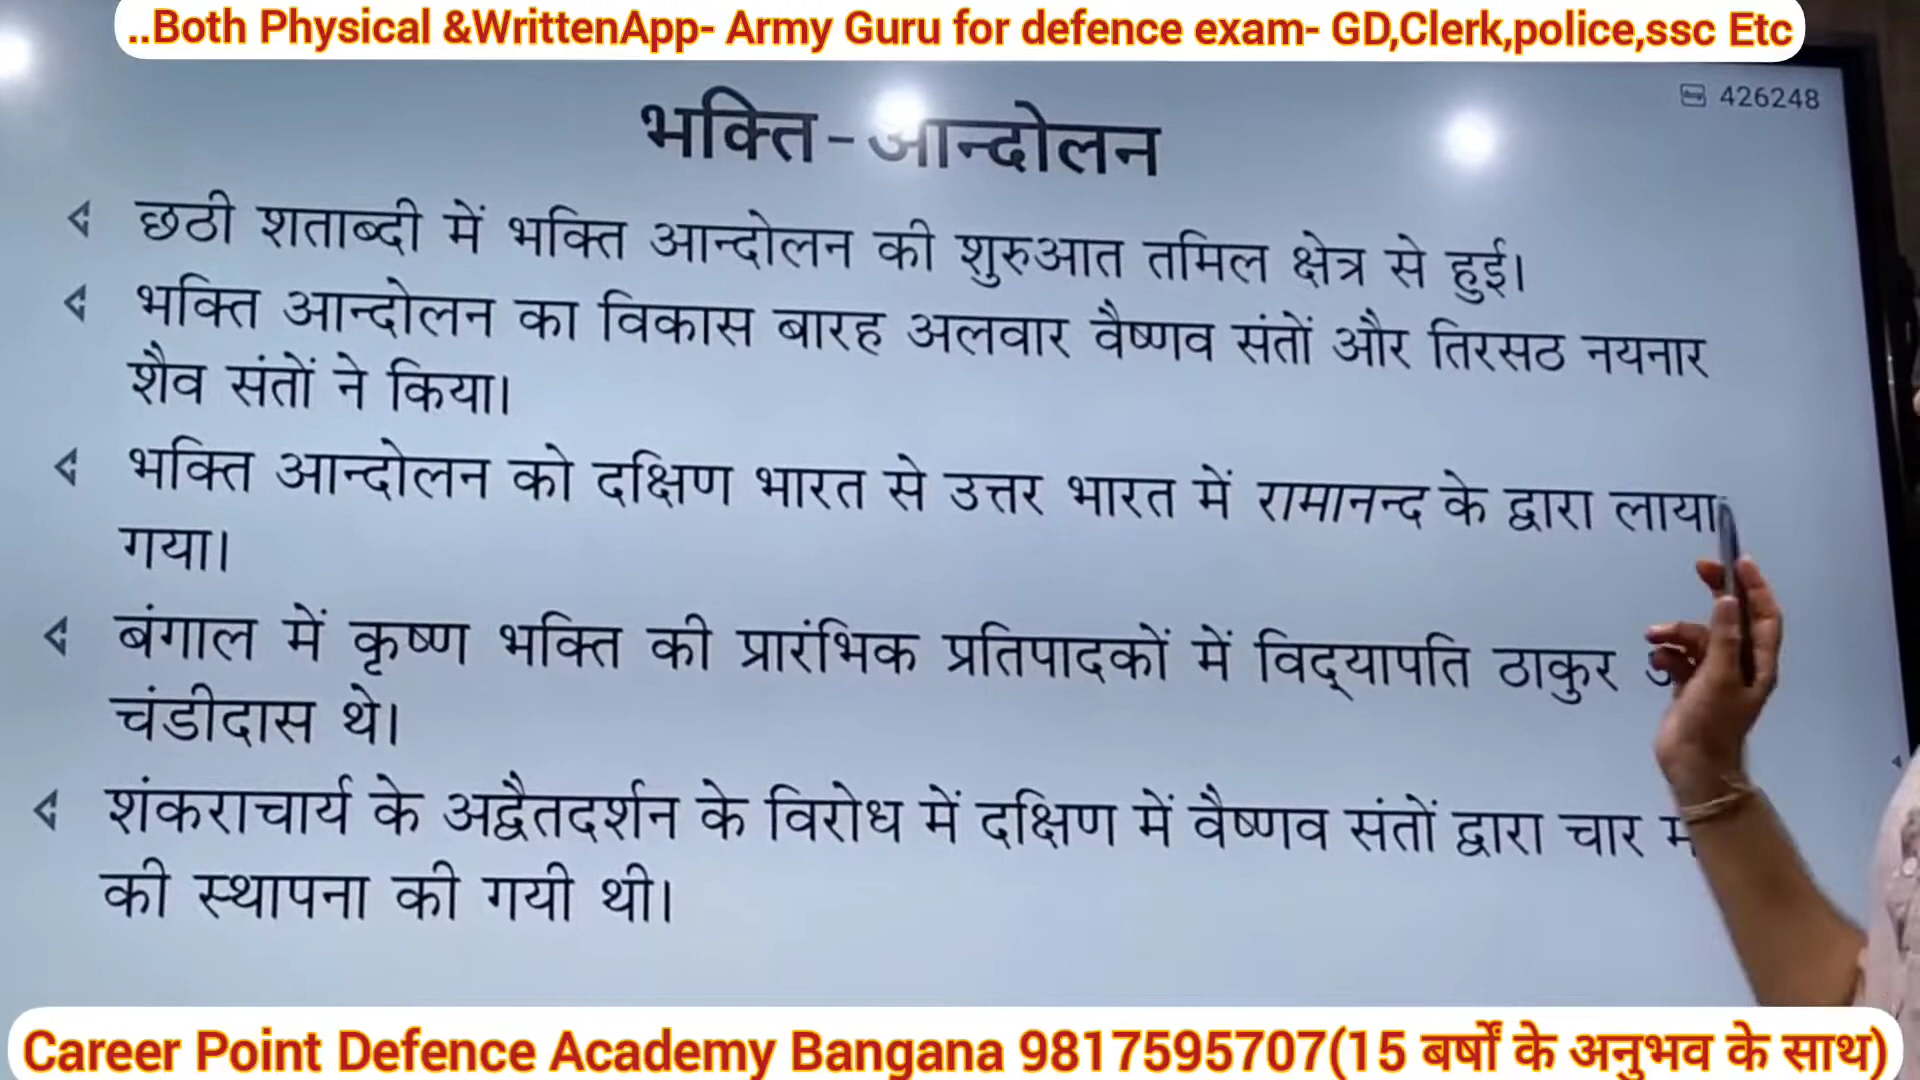 ..Both Physical &WrittenApp- Army Guru for defence exam- GD,Clerk,police,ssc Etc
426248
भक्ति-आन्दोलन
छठी शताब्दी में भक्ति आन्दोलन की शुरुआत तमिल क्षेत्र से हुई।
भक्ति आन्दोलन का विकास बारह अलवार वैष्णव संतों और तिरसठ नयनार
शैव संतों ने किया।
भक्ति आन्दोलन को दक्षिण भारत से उत्तर भारत में रामानन्द के द्वारा लाया
गया।
बंगाल में कृष्ण भक्ति की प्रारंभिक प्रतिपादकों में विद्यापति ठाकुर
चंडीदास थे।
शंकराचार्य के अद्वैतदर्शन के विरोध में दक्षिण में वैष्णव संतों द्वारा चार
की स्थापना की गयी थी।
Career Point Defence Academy Bangana 9817595707(15 बर्षों के अनुभव के साथ)